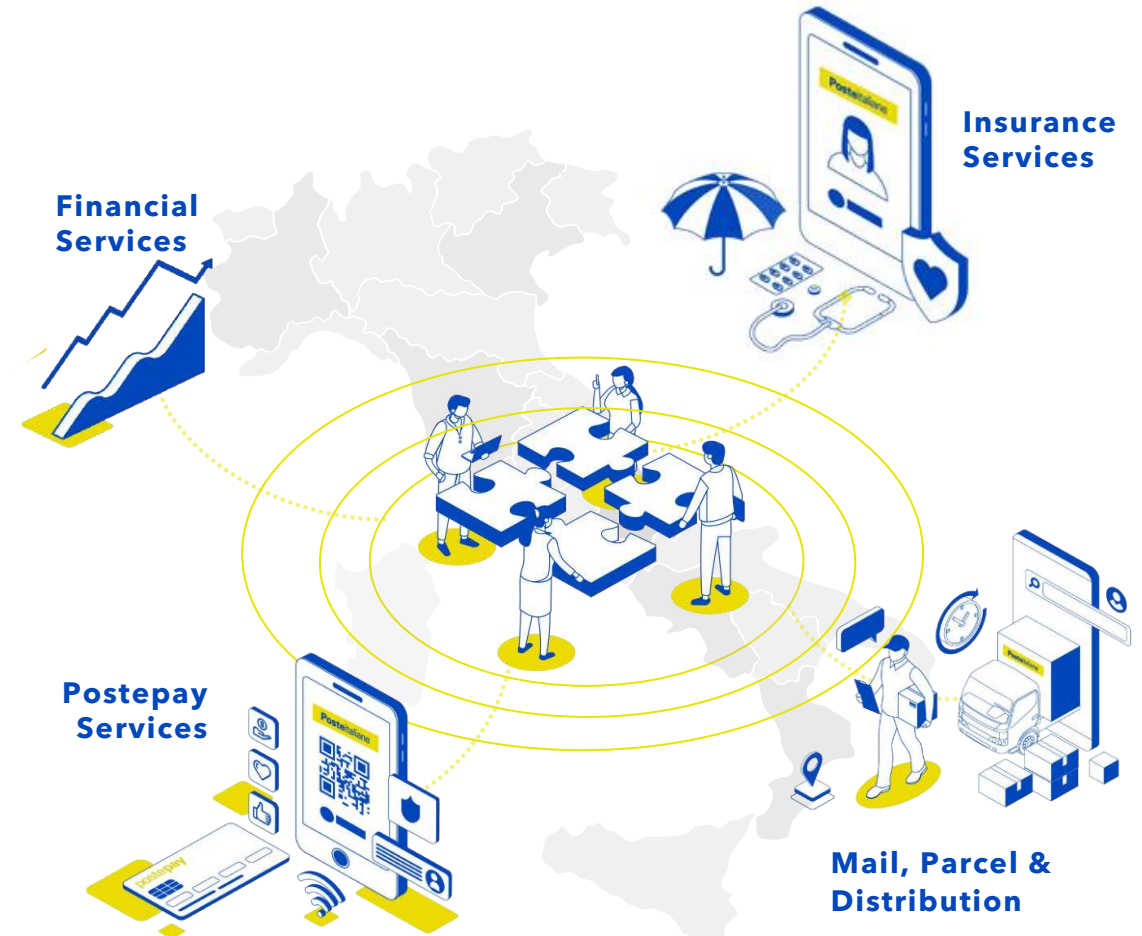 Posteitaliane
Insurance
Services
Financial
Services
Postepay
Services
Posteitaliane
postepay
Posteitaliane
Mail, Parcel &
Distribution